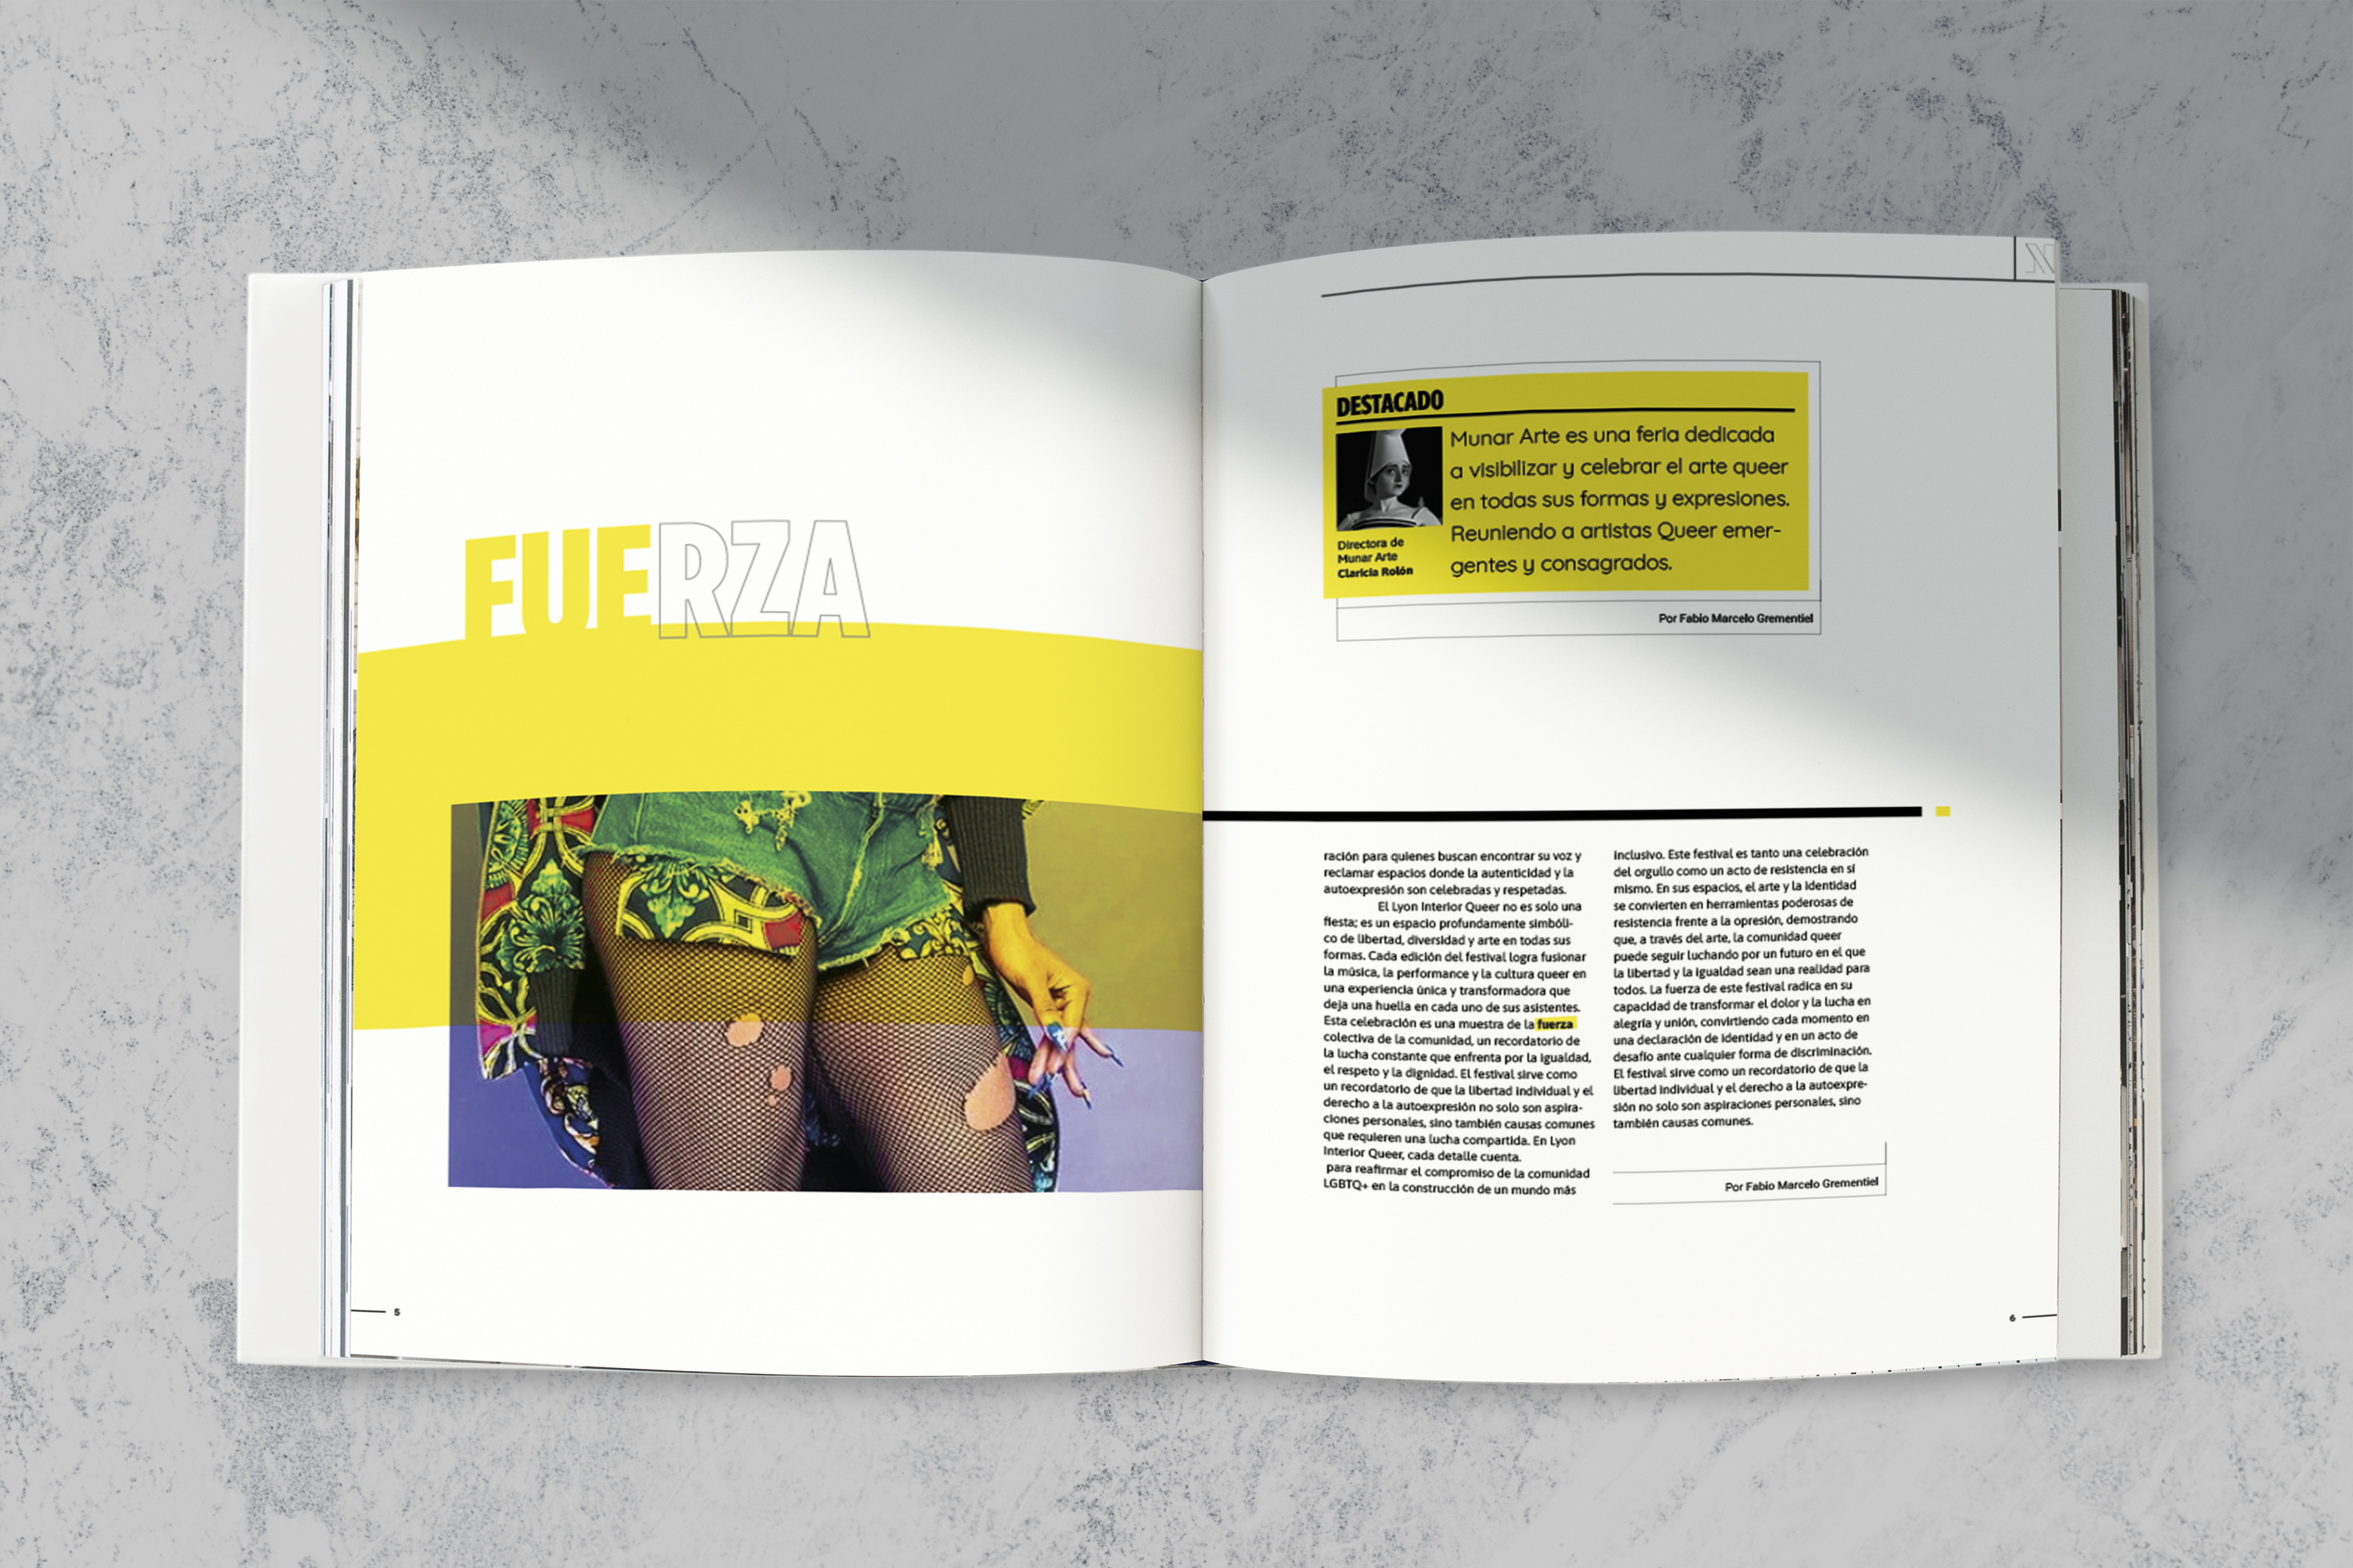 FUERZA
5
N
DESTACADO
Munar Arte es una feria dedicada
a visibilizar y celebrar el arte queer
en todas sus formas y expresiones.
Reuniendo a artistas Queer emer-
gentes y consagrados.
Directora de
Munar Arte
Claricia Rolón
Por Fabio Marcelo Grementiel
ración para quienes buscan encontrar su voz y
reclamar espacios donde la autenticidad y la
autoexpresión son celebradas y respetadas.
El Lyon Interior Queer no es solo una
fiesta; es un espacio profundamente simbóli-
co de libertad, diversidad y arte en todas sus
formas. Cada edición del festival logra fusionar
la música, la performance y la cultura queer en
una experiencia única y transformadora que
deja una huella en cada uno de sus asistentes.
Esta celebración es una muestra de la fuerza
colectiva de la comunidad, un recordatorio de
la lucha constante que enfrenta por la igualdad,
el respeto y la dignidad. El festival sirve como
un recordatorio de que la libertad individual y el
derecho a la autoexpresión no solo son aspira-
ciones personales, sino también causas comunes
que requieren una lucha compartida. En Lyon
Interior Queer, cada detalle cuenta.
para reafirmar el compromiso de la comunidad
LGBTQ+ en la construcción de un mundo más
inclusivo. Este festival es tanto una celebración
del orgullo como un acto de resistencia en sí
mismo. En sus espacios, el arte y la identidad
se convierten en herramientas poderosas de
resistencia frente a la opresión, demostrando
que, a través del arte, la comunidad queer
puede seguir luchando por un futuro en el que
la libertad y la igualdad sean una realidad para
todos. La fuerza de este festival radica en su
capacidad de transformar el dolor y la lucha en
alegría y unión, convirtiendo cada momento en
una declaración de identidad y en un acto de
desafío ante cualquier forma de discriminación.
El festival sirve como un recordatorio de que la
libertad individual y el derecho a la autoexpre-
sión no solo son aspiraciones personales, sino
también causas comunes.
Por Fabio Marcelo Grementiel
6